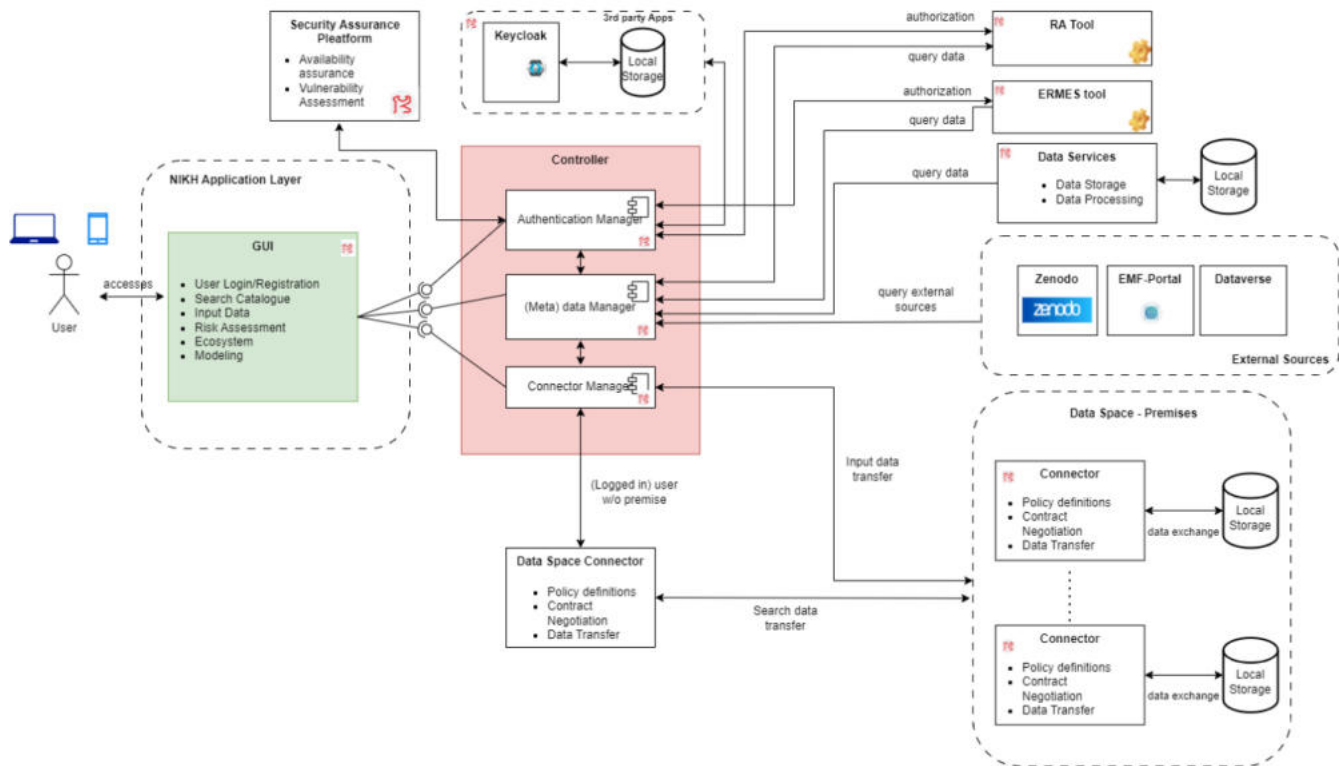 Security Assurance
Pleatform
• Availability
assurance
• Vulnerability
Assessment
3rd party Apps
Keycloak
Local
Storage
authorization
RA Tool
query data
authorization
ERMES tool
query data
Data Services
• Data Storage
• Data Processing
Local
Storage
query data
NIKH Application Layer
GUI
• User Login/Registration
• Search Catalogue
• Input Data
• Risk Assessment
• Ecosystem
• Modeling
accesses
User
Controller
Authentication Manager
(Meta) data Manager
Connector Manager
query external
sources
Zenodo
zenodo
EMF-Portal
Dataverse
External Sources
(Logged in) user
w/o premise
Input data
transfer
Data Space Connector
• Policy definitions
• Contract
Negotiation
• Data Transfer
Search data
transfer
Data Space - Premises
Connector
• Policy definitions
• Contract
Negotiation
• Data Transfer
data exchange
Local
Storage
Connector
• Policy definitions
• Contract
Negotiation
• Data Transfer
data exchange
Local
Storage